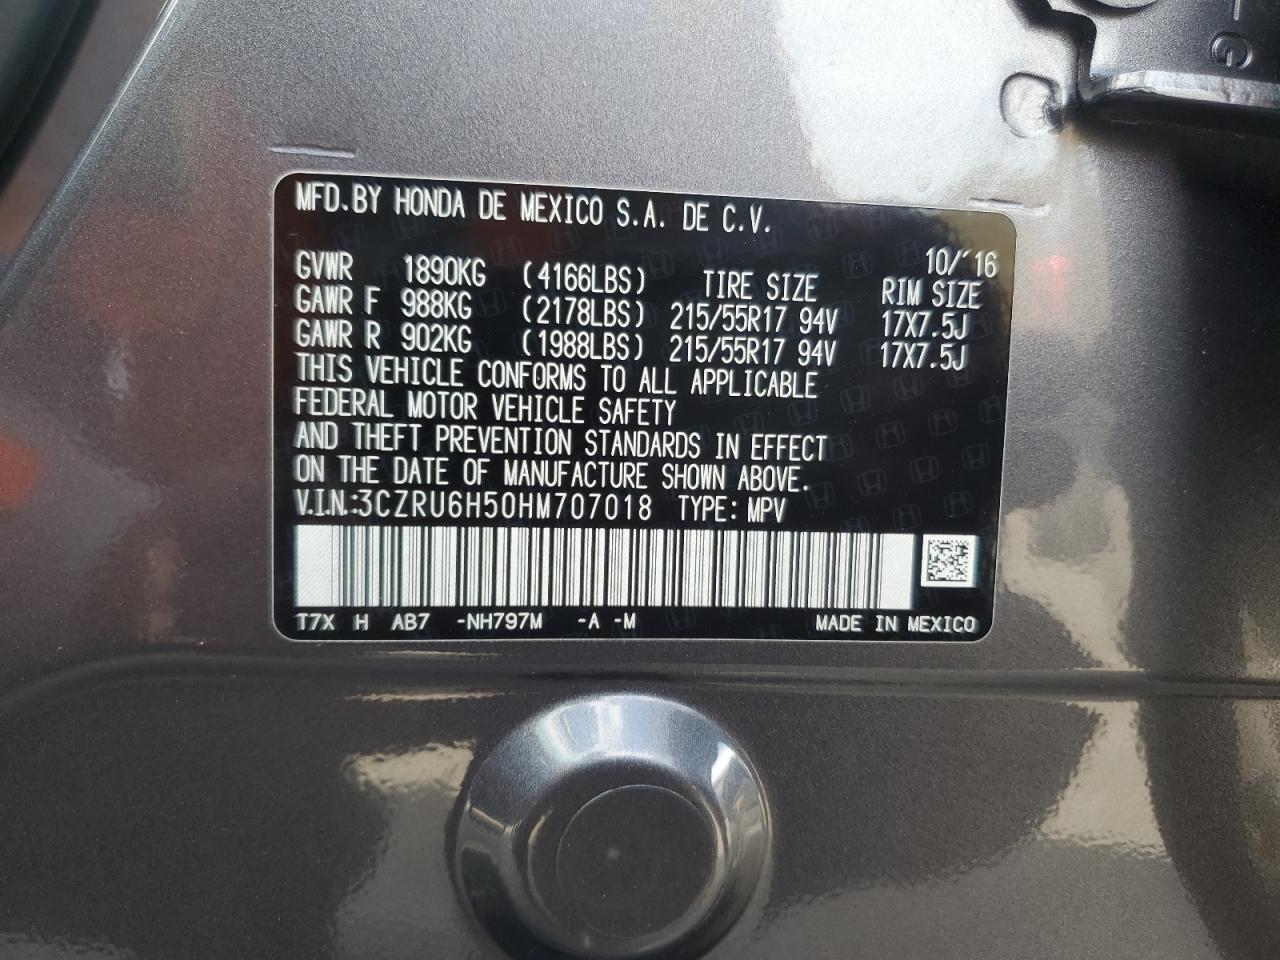 MFD.BY HONDA DE MEXICO S.A. DE C.V.
10/´16
GVWR 1890KG (4166LBS) TIRE SIZE RIM SIZE
GAWR F 988KG (2178LBS) 215/55R17 94V 17X7.5J
GAWR R 902KG (1988LBS) 215/55R17 94V 17X7.5J
THIS VEHICLE CONFORMS TO ALL APPLICABLE
FEDERAL MOTOR VEHICLE SAFETY
AND THEFT PREVENTION STANDARDS IN EFFECT
ON THE DATE OF MANUFACTURE SHOWN ABOVE.
V.I.N.:3CZRU6H50HM707018 TYPE: MPV
T7X H AB7 -NH797M -A -M MADE IN MEXICO